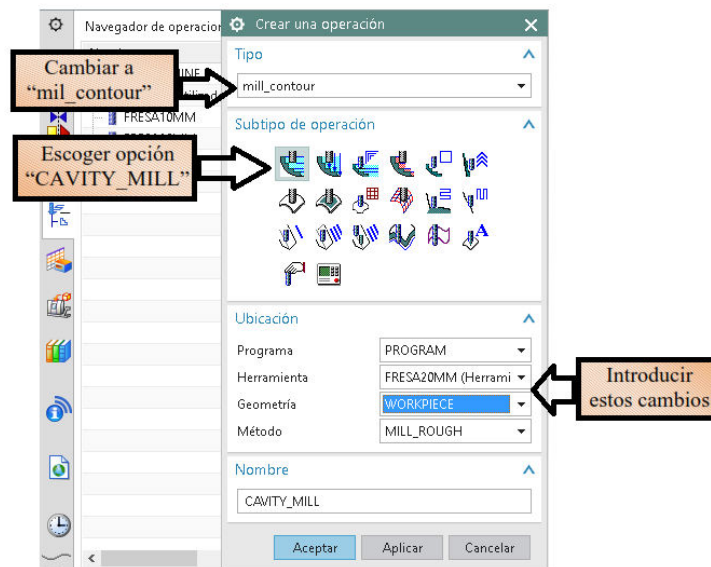 Navegador de operacion
Crear una operación
Tipo
Cambiar a
“mil_contour”
mill_contour
FRESA10MM
Subtipo de operación
Escoger opción
“CAVITY_MILL”
A
Ubicación
Programa
PROGRAM
Herramienta
FRESA20MM (Herrami
Geometría
WORKPIECE
Método
MILL_ROUGH
Introducir
estos cambios
Nombre
CAVITY_MILL
Aceptar
Aplicar
Cancelar